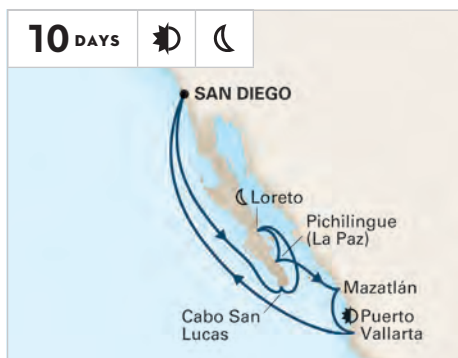 10 DAYS
SAN DIEGO
Loreto
Pichilingue
(La Paz)
Mazatlán
Cabo San
Lucas
Puerto
Vallarta